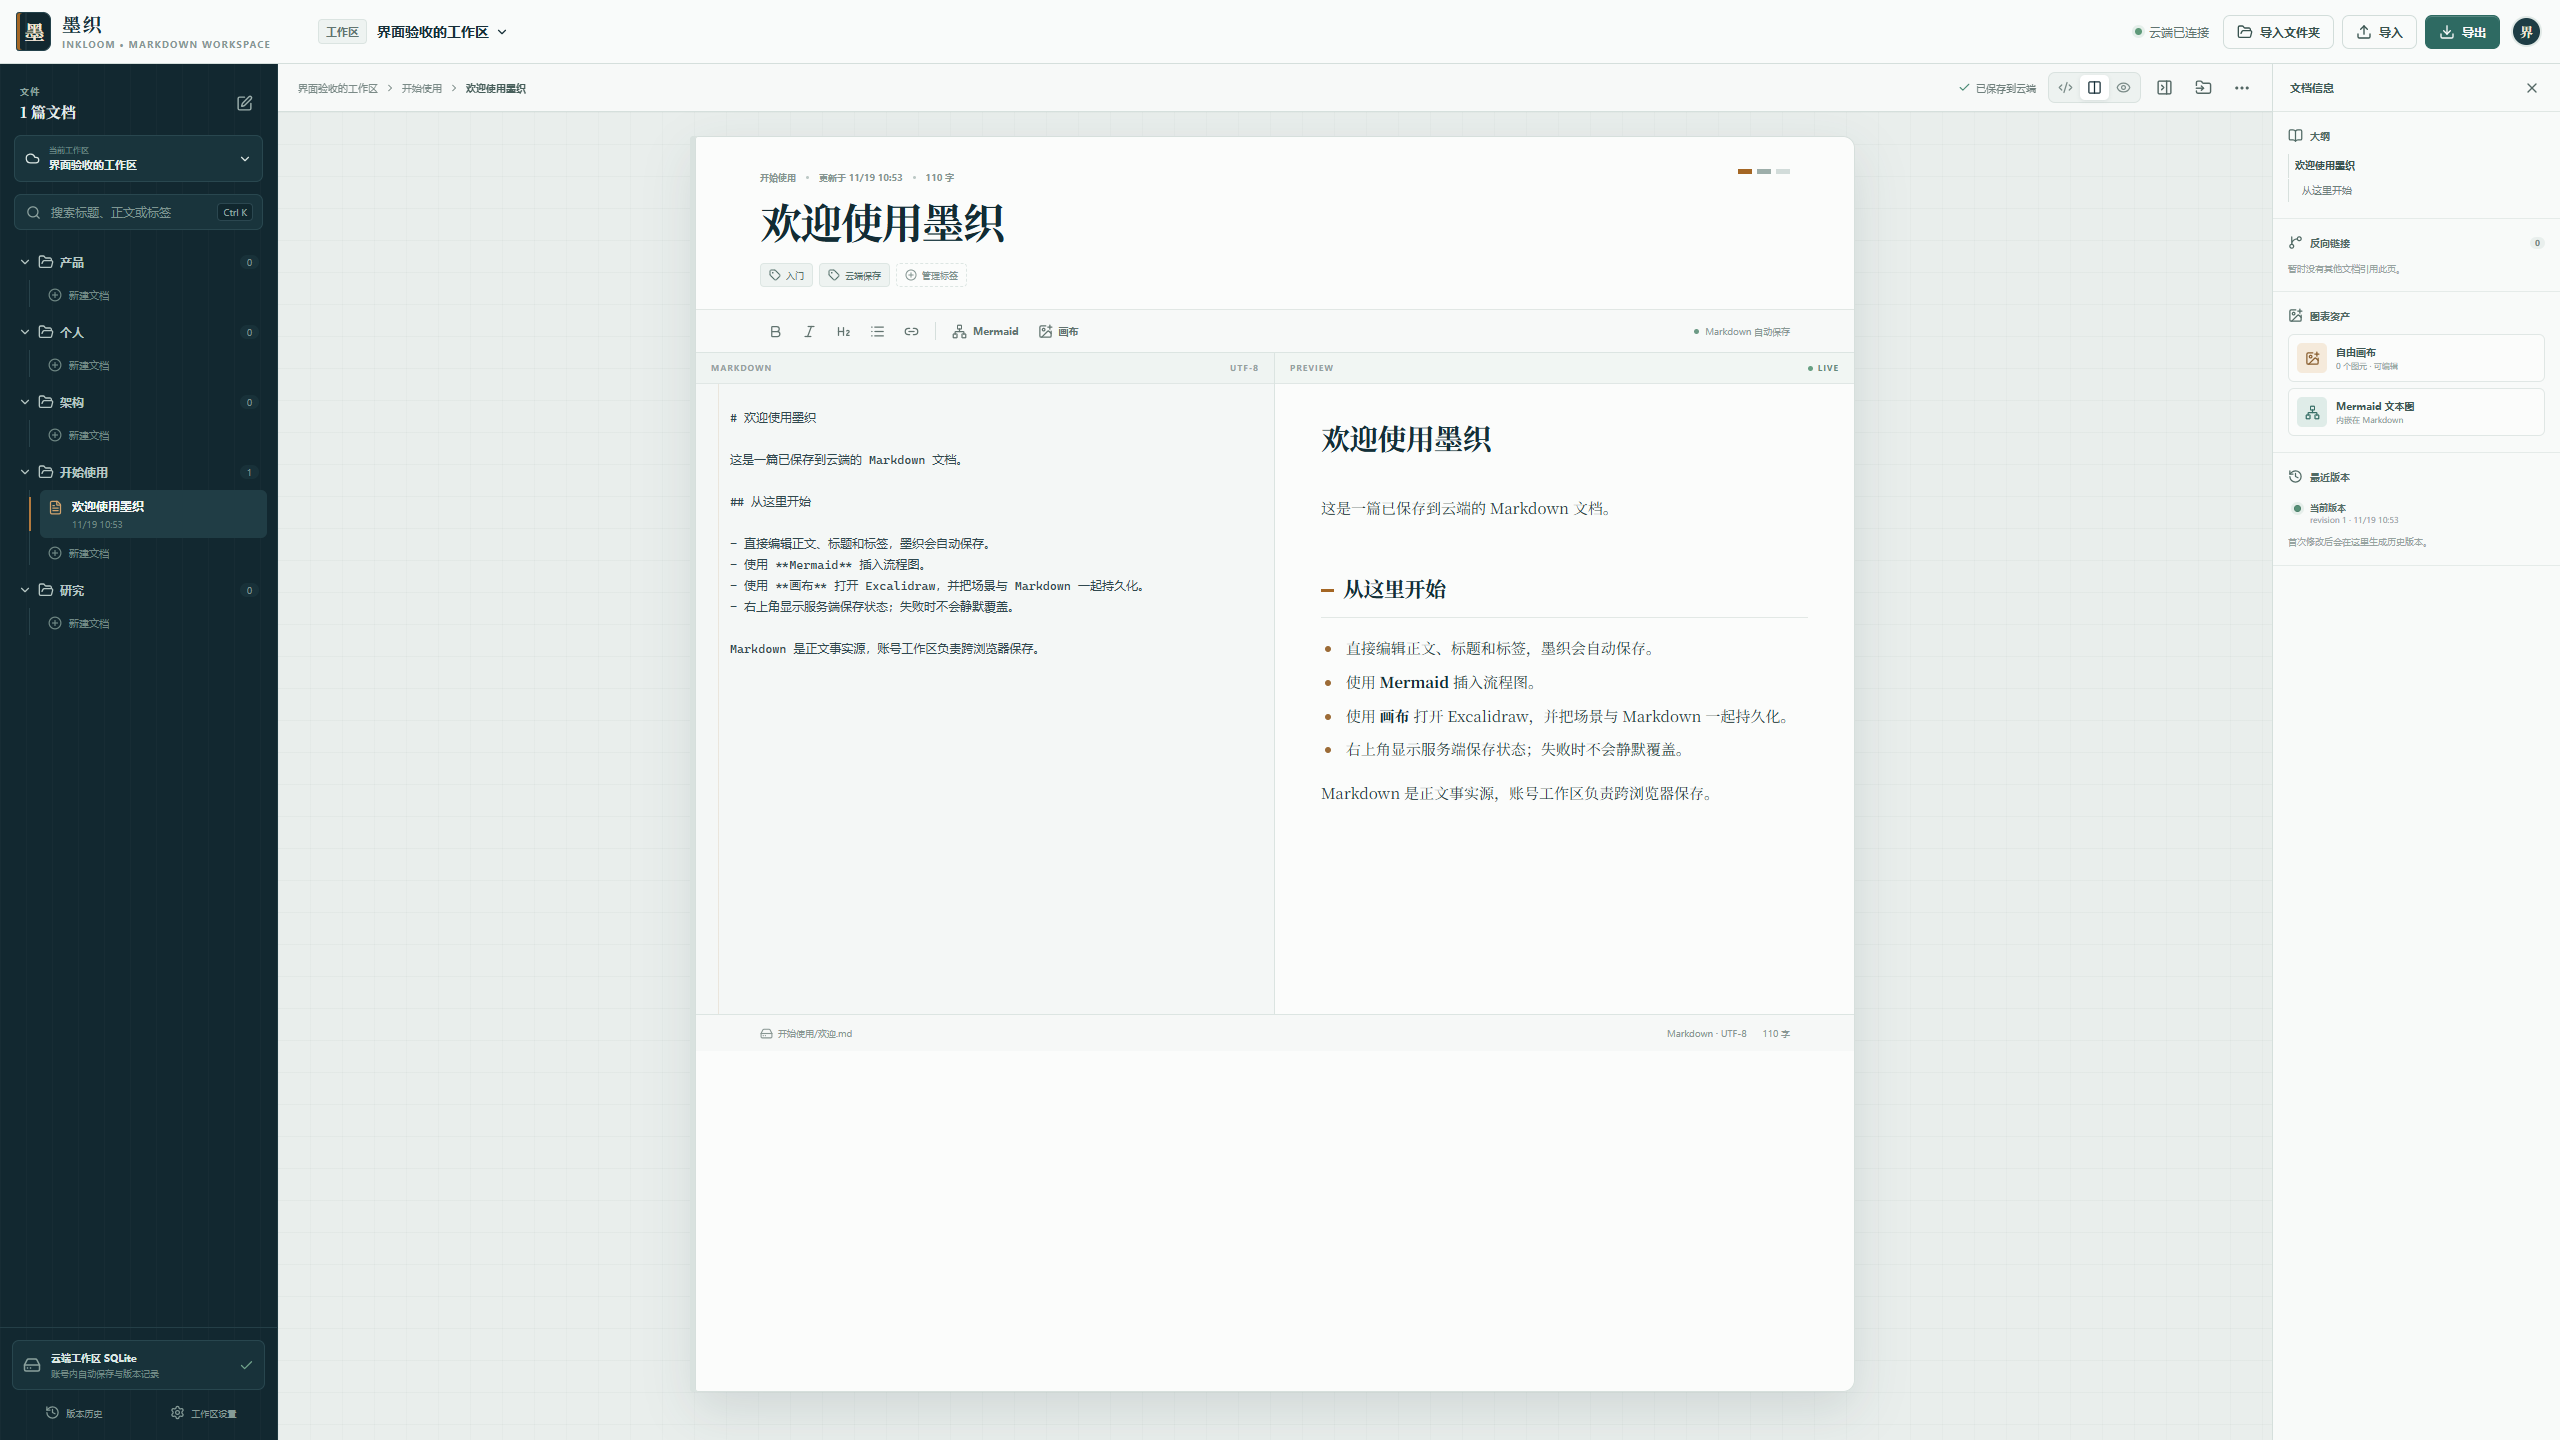 墨
墨织
INKLOOM • MARKDOWN WORKSPACE
工作区 界面验收的工作区
云端已连接
导入文件夹
导入
导出
界
文件
1 篇文档
当前工作区
界面验收的工作区
搜索标题、正文或标签 Ctrl K
产品 0
新建文档
个人 0
新建文档
架构 0
新建文档
开始使用 1
欢迎使用墨织
11/19 10:53
新建文档
研究 0
新建文档
云端工作区 SQLite
账号内自动保存与版本记录
版本历史 工作区设置
界面验收的工作区 > 开始使用 > 欢迎使用墨织
已保存到云端
开始使用 • 更新于 11/19 10:53 • 110 字
欢迎使用墨织
入门 云端保存 管理标签
B I H2 Mermaid 画布
Markdown 自动保存
MARKDOWN UTF-8
# 欢迎使用墨织
这是一篇已保存到云端的 Markdown 文档。
## 从这里开始
- 直接编辑正文、标题和标签，墨织会自动保存。
- 使用 **Mermaid** 插入流程图。
- 使用 **画布** 打开 Excalidraw，并把场景与 Markdown 一起持久化。
- 右上角显示服务端保存状态；失败时不会静默覆盖。
Markdown 是正文事实源，账号工作区负责跨浏览器保存。
PREVIEW LIVE
欢迎使用墨织
这是一篇已保存到云端的 Markdown 文档。
从这里开始
直接编辑正文、标题和标签，墨织会自动保存。
使用 Mermaid 插入流程图。
使用 画布 打开 Excalidraw，并把场景与 Markdown 一起持久化。
右上角显示服务端保存状态；失败时不会静默覆盖。
Markdown 是正文事实源，账号工作区负责跨浏览器保存。
开始使用/欢迎.md
Markdown · UTF-8 110 字
文档信息
大纲
欢迎使用墨织
从这里开始
反向链接 0
暂时没有其他文档引用此页。
图表资产
自由画布
0 个图元 · 可编辑
Mermaid 文本图
内嵌在 Markdown
最近版本
当前版本
revision 1 · 11/19 10:53
首次修改后会在这里生成历史版本。